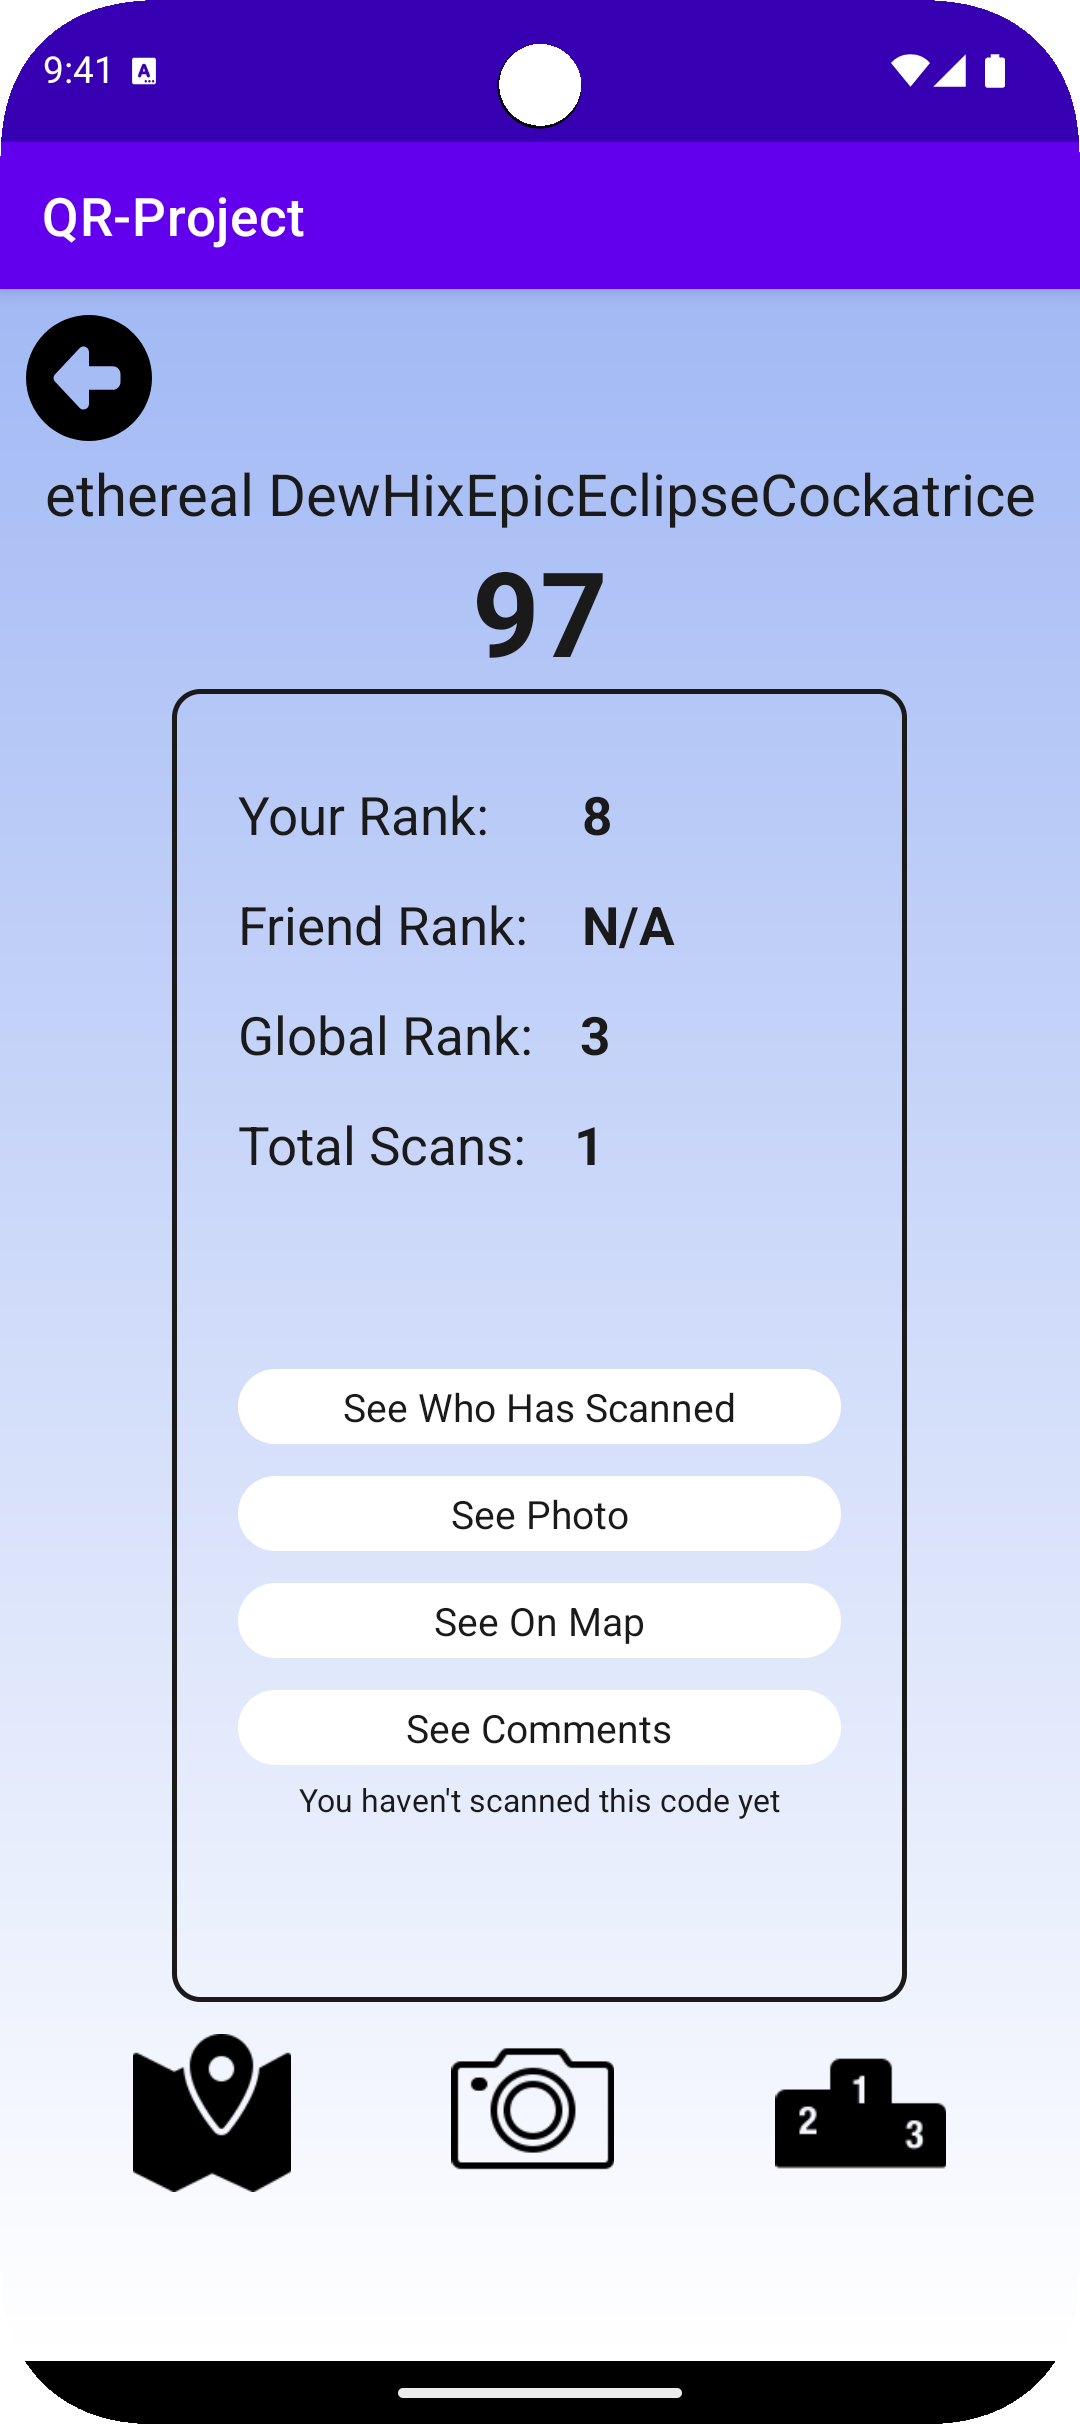 9:41 A
QR-Project
ethereal DewHixEpicEclipseCockatrice
97
Your Rank: 8
Friend Rank: N/A
Global Rank: 3
Total Scans: 1
See Who Has Scanned
See Photo
See On Map
See Comments
You haven't scanned this code yet
2 1 3